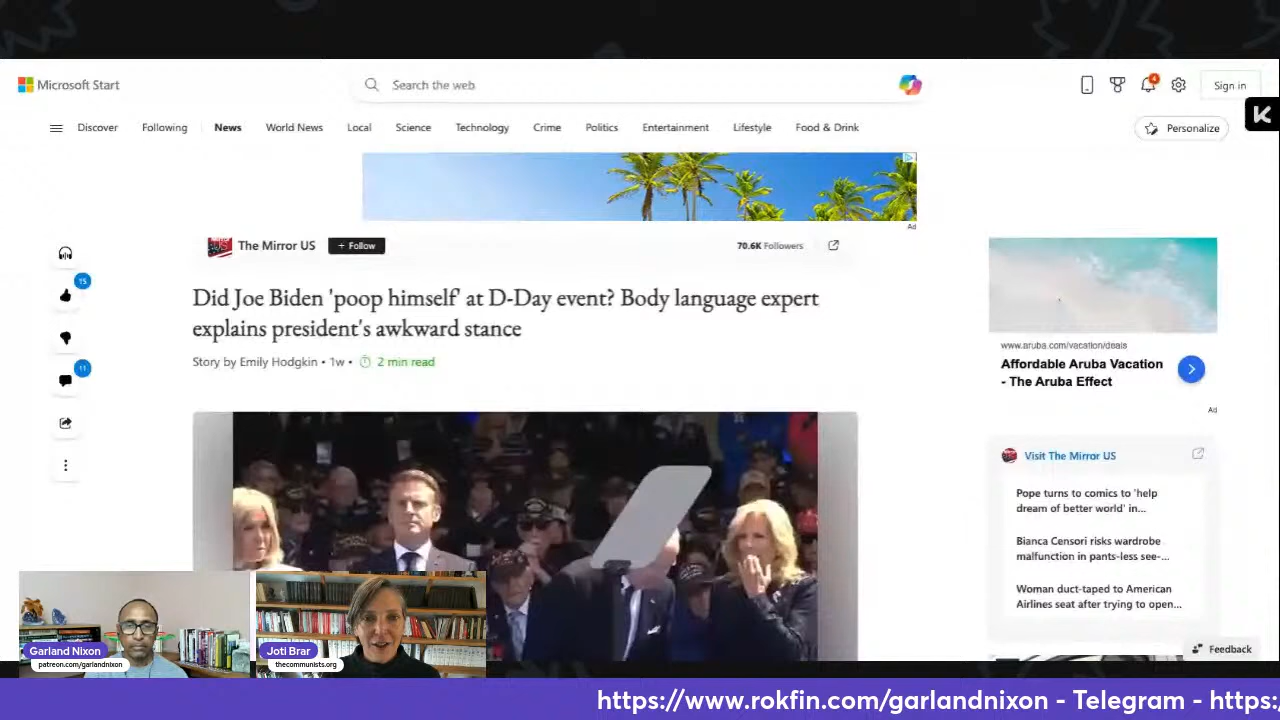 Microsoft Start
Search the web
4
Sign in
Discover
Following
News
World News
Local
Science
Technology
Crime
Politics
Entertainment
Lifestyle
Food & Drink
Personalize
Ad
The Mirror US
+ Follow
70.6K Followers
15
Did Joe Biden 'poop himself' at D-Day event? Body language expert
explains president's awkward stance
Story by Emily Hodgkin • 1w • 2 min read
11
www.aruba.com/vacation/deals
Affordable Aruba Vacation
- The Aruba Effect
Ad
Visit The Mirror US
Pope turns to comics to 'help
dream of better world' in...
Bianca Censori risks wardrobe
malfunction in pants-less see-...
Woman duct-taped to American
Airlines seat after trying to open...
Feedback
Garland Nixon
patreon.com/garlandnixon
Joti Brar
thecommunists.org
https://www.rokfin.com/garlandnixon - Telegram - https:/